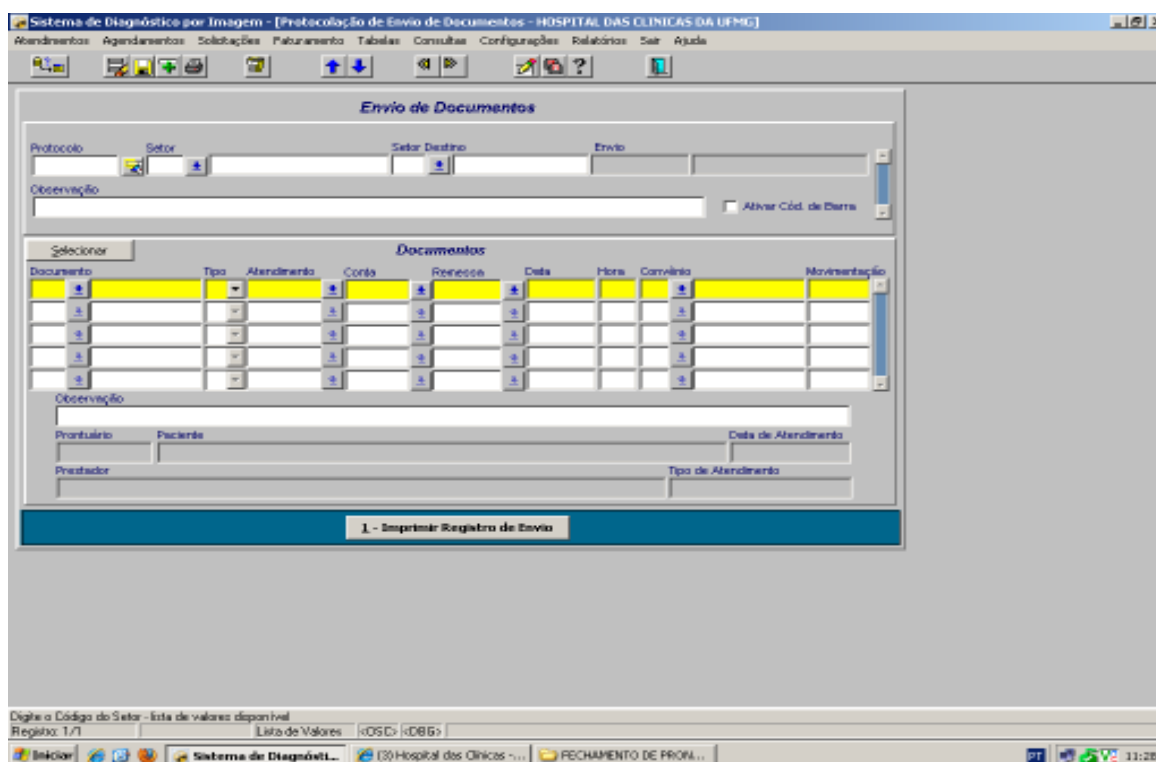 Sistema de Diagnóstico por Imagem - [Protocolação de Envio de Documentos - HOSPITAL DAS CLINICAS DA UFMG]
Atendimentos Agendamentos Solicitações Faturamento Tabelas Consultas Configurações Relatórios Sair Ajuda
Envio de Documentos
Protocolo Setor Setor Destino Envio
Observação
Ativar Cód. de Barra
Selecionar Documentos
Documento Tipo Atendimento Conta Remessa Data Hora Convênio Movimentação
Observação
Prontuário Paciente Data de Atendimento
Prestador Tipo de Atendimento
1 - Imprimir Registro de Envio
Digite o Código do Setor - lista de valores disponível
Registro: 1/1 Lista de Valores <OSC> <DBG>
Iniciar Sistema de Diagnósti... (3) Hospital das Clínicas -... FECHAMENTO DE PRON... PT 11:28